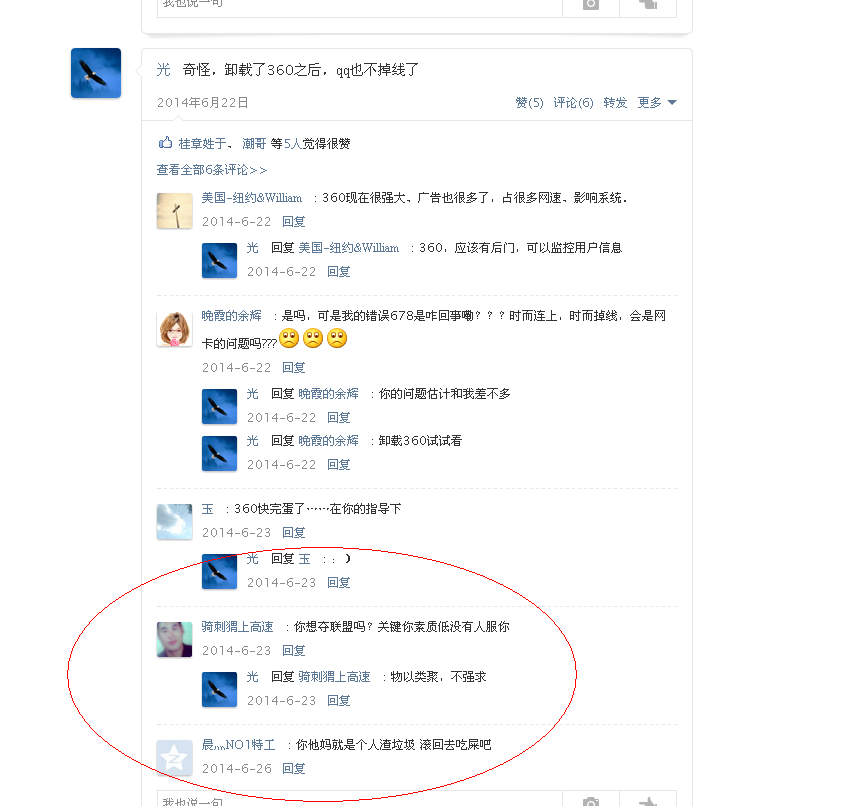 我也说一句
光 奇怪，卸载了360之后，qq也不掉线了
2014年6月22日 赞(5) 评论(6) 转发 更多
桂章姓于、 潮哥 等5人觉得很赞
查看全部6条评论>>
美国-纽约&William ：360现在很强大、广告也很多了，占很多网速、影响系统．
2014-6-22 回复
光 回复 美国-纽约&William ：360，应该有后门，可以监控用户信息
2014-6-22 回复
晚霞的余辉 ：是吗，可是我的错误678是咋回事嘞？？？时而连上，时而掉线，会是网
卡的问题吗???
2014-6-22 回复
光 回复 晚霞的余辉 ：你的问题估计和我差不多
2014-6-22 回复
光 回复 晚霞的余辉 ：卸载360试试看
2014-6-22 回复
玉 ：360快完蛋了……在你的指导下
2014-6-23 回复
光 回复 玉 ：：）
2014-6-23 回复
骑刺猬上高速 ：你想夺联盟吗？关键你素质低没有人服你
2014-6-23 回复
光 回复 骑刺猬上高速 ：物以类聚，不强求
2014-6-23 回复
晨灬NO1特工 ：你他妈就是个人渣垃圾 滚回去吃屎吧
2014-6-26 回复
我也说一句